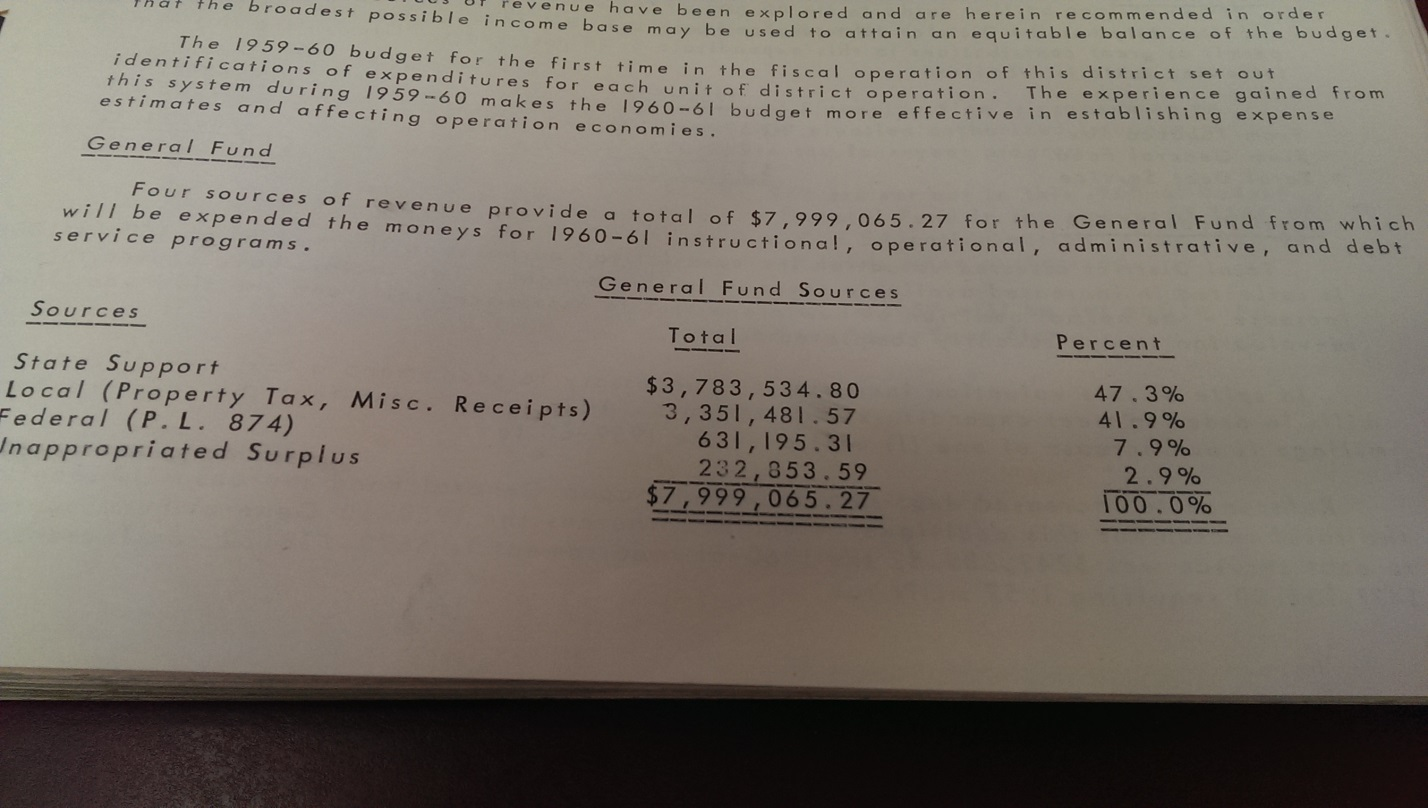 that the broadest possible income base may be used to attain an equitable balance of the budget.
of revenue have been explored and are herein recommended in order
The 1959-60 budget for the first time in the fiscal operation of this district set out
identifications of expenditures for each unit of district operation. The experience gained from
this system during 1959-60 makes the 1960-61 budget more effective in establishing expense
estimates and affecting operation economies.
General Fund
Four sources of revenue provide a total of $7,999,065.27 for the General Fund from which
will be expended the moneys for 1960-61 instructional, operational, administrative, and debt
service programs.
General Fund Sources
Sources Total Percent
State Support $3,783,534.80 47.3%
Local (Property Tax, Misc. Receipts) 3,351,481.57 41.9%
Federal (P.L. 874) 631,195.31 7.9%
Inappropriated Surplus 232,853.59 2.9%
$7,999,065.27 100.0%